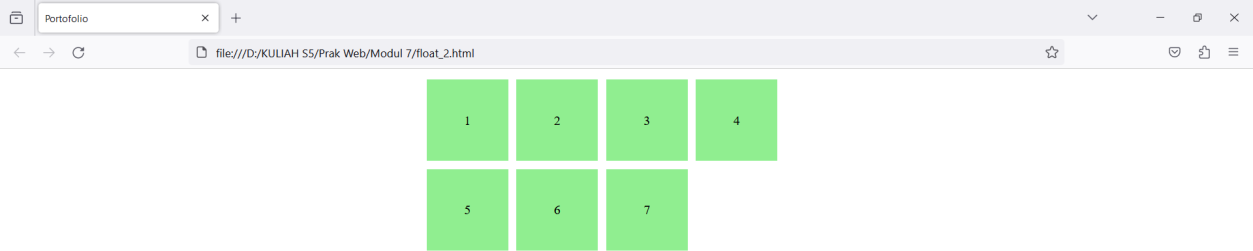 Portofolio
file:///D:/KULIAH S5/Prak Web/Modul 7/float_2.html
1 2 3 4
5 6 7